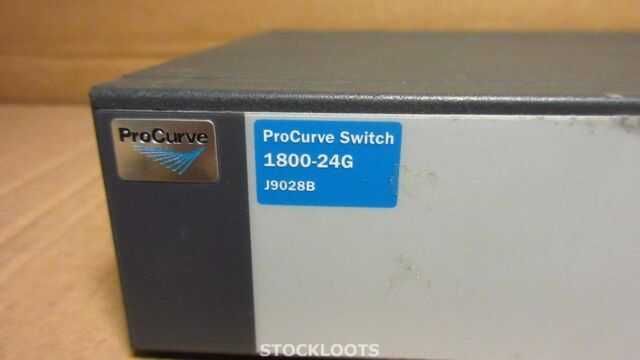 ProCurve
ProCurve Switch
1800-24G
J9028B
STOCKLOOTS